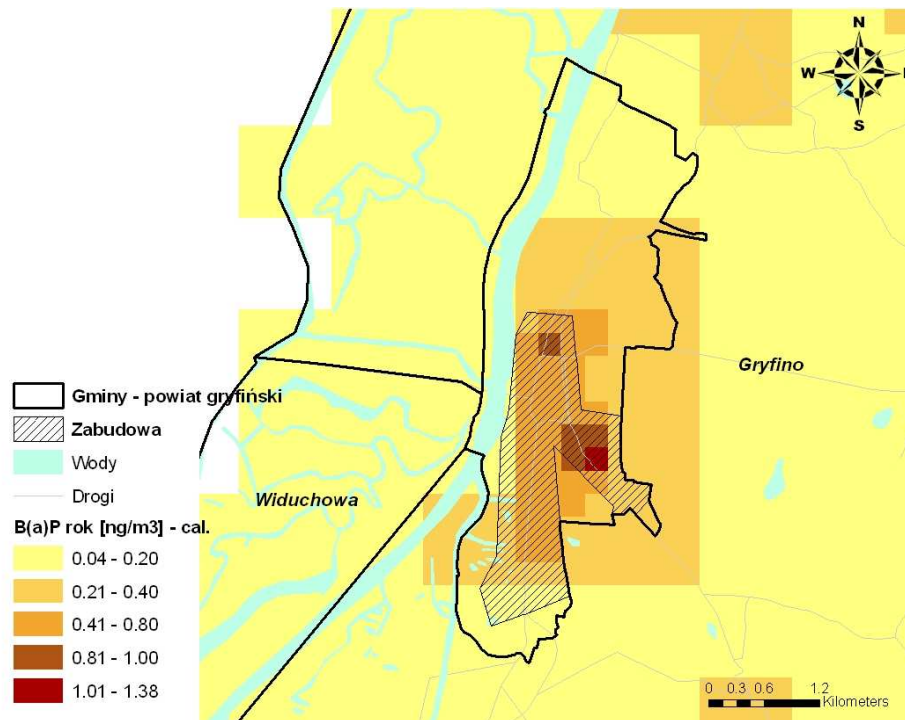 N
W
E
S
Gryfino
Widuchowa
Gminy - powiat gryfiński
Zabudowa
Wody
Drogi
B(a)P rok [ng/m3] - cal.
0.04 - 0.20
0.21 - 0.40
0.41 - 0.80
0.81 - 1.00
1.01 - 1.38
0 0.3 0.6 1.2
Kilometers